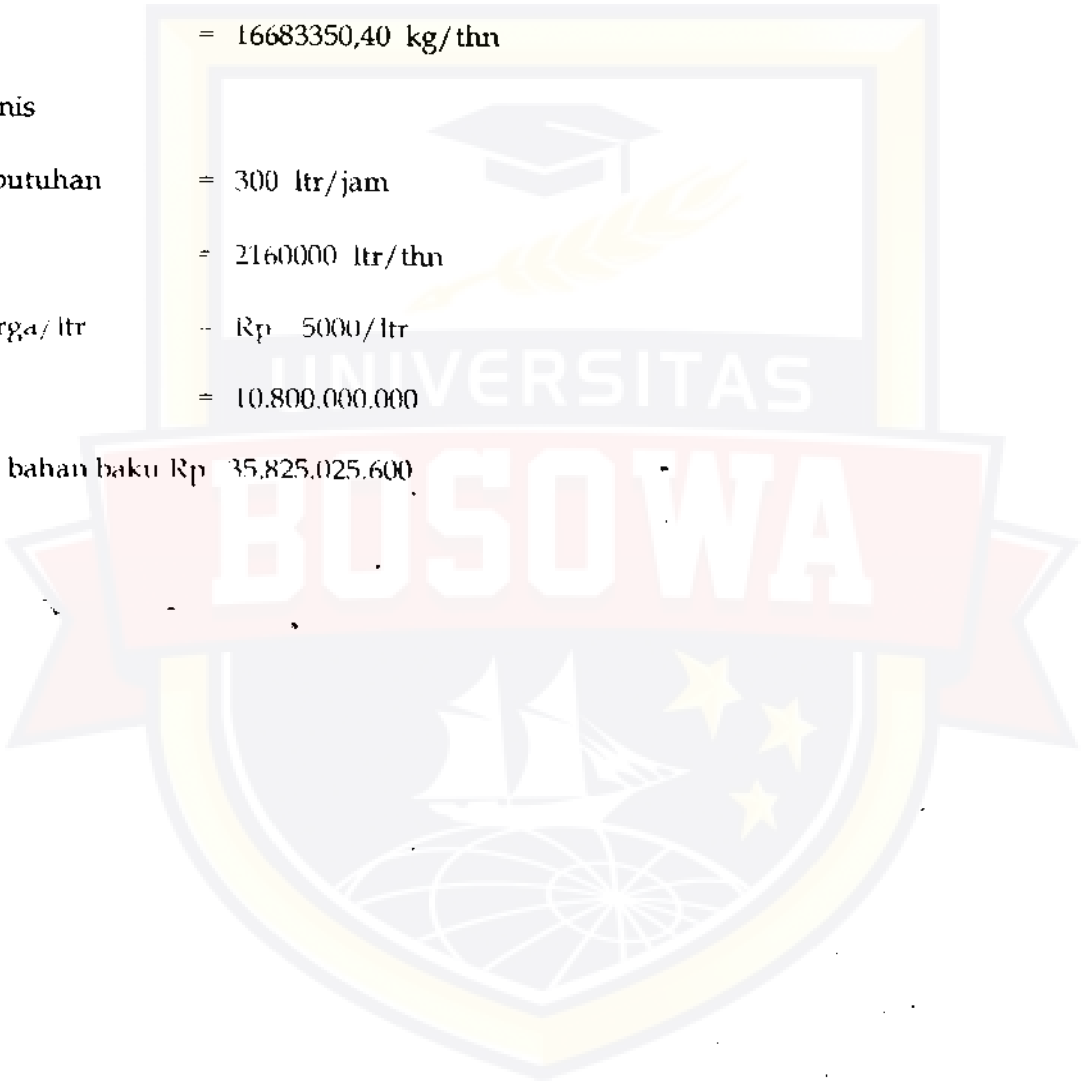 = 16683350,40 kg/thn
nis
butuhan = 300 ltr/jam
= 2160000 ltr/thn
rga/ltr = Rp 5000/ltr
= 10.800.000.000
bahan baku Rp 35.825.025.600
UNIVERSITAS
BOSOWA